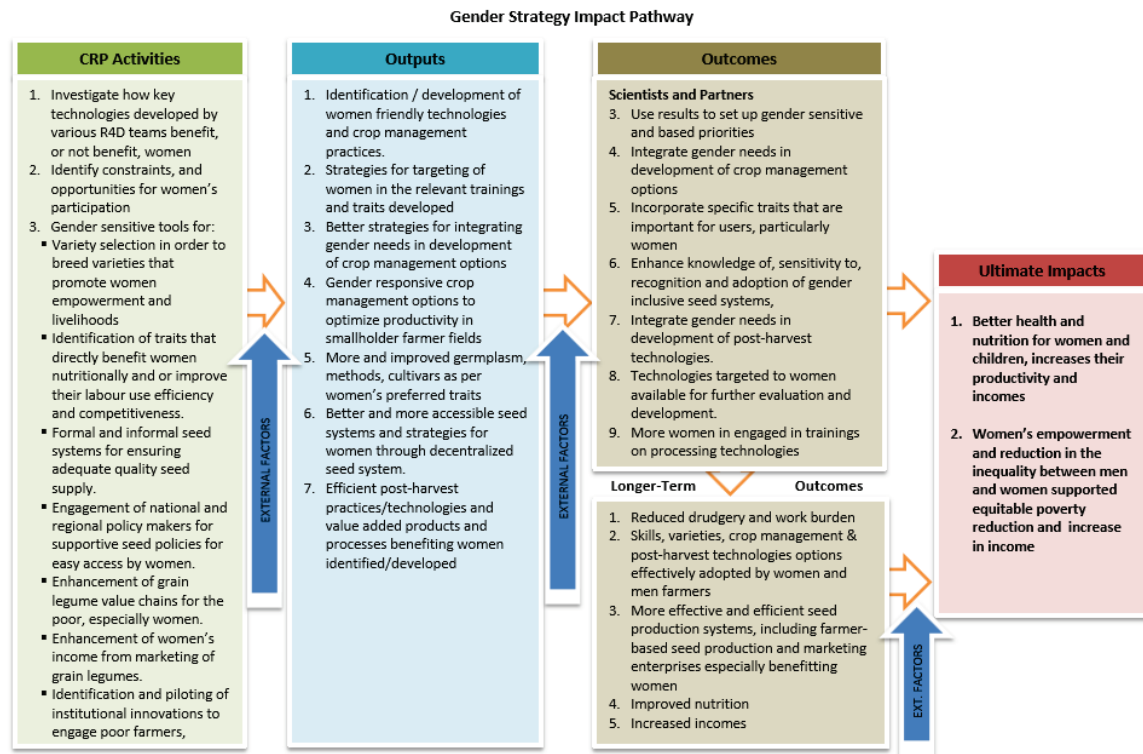 Gender Strategy Impact Pathway
CRP Activities
1. Investigate how key
technologies developed by
various R4D teams benefit,
or not benefit, women
2. Identify constraints, and
opportunities for women's
participation
3. Gender sensitive tools for:
▪ Variety selection in order to
breed varieties that
promote women
empowerment and
livelihoods
▪ Identification of traits that
directly benefit women
nutritionally and or improve
their labour use efficiency
and competitiveness.
▪ Formal and informal seed
systems for ensuring
adequate quality seed
supply.
▪ Engagement of national and
regional policy makers for
supportive seed policies for
easy access by women.
▪ Enhancement of grain
legume value chains for the
poor, especially women.
▪ Enhancement of women's
income from marketing of
grain legumes.
▪ Identification and piloting of
institutional innovations to
engage poor farmers,
EXTERNAL FACTORS
Outputs
1. Identification / development of
women friendly technologies
and crop management
practices.
2. Strategies for targeting of
women in the relevant trainings
and traits developed
3. Better strategies for integrating
gender needs in development
of crop management options
4. Gender responsive crop
management options to
optimize productivity in
smallholder farmer fields
5. More and improved germplasm,
methods, cultivars as per
women's preferred traits
6. Better and more accessible seed
systems and strategies for
women through decentralized
seed system.
7. Efficient post-harvest
practices/technologies and
value added products and
processes benefiting women
identified/developed
EXTERNAL FACTORS
Outcomes
Scientists and Partners
3. Use results to set up gender sensitive
and based priorities
4. Integrate gender needs in
development of crop management
options
5. Incorporate specific traits that are
important for users, particularly
women
6. Enhance knowledge of, sensitivity to,
recognition and adoption of gender
inclusive seed systems,
7. Integrate gender needs in
development of post-harvest
technologies.
8. Technologies targeted to women
available for further evaluation and
development.
9. More women in engaged in trainings
on processing technologies
Longer-Term Outcomes
1. Reduced drudgery and work burden
2. Skills, varieties, crop management &
post-harvest technologies options
effectively adopted by women and
men farmers
3. More effective and efficient seed
production systems, including farmer-
based seed production and marketing
enterprises especially benefitting
women
4. Improved nutrition
5. Increased incomes
EXT. FACTORS
Ultimate Impacts
1. Better health and
nutrition for women and
children, increases their
productivity and
incomes
2. Women's empowerment
and reduction in the
inequality between men
and women supported
equitable poverty
reduction and increase
in income